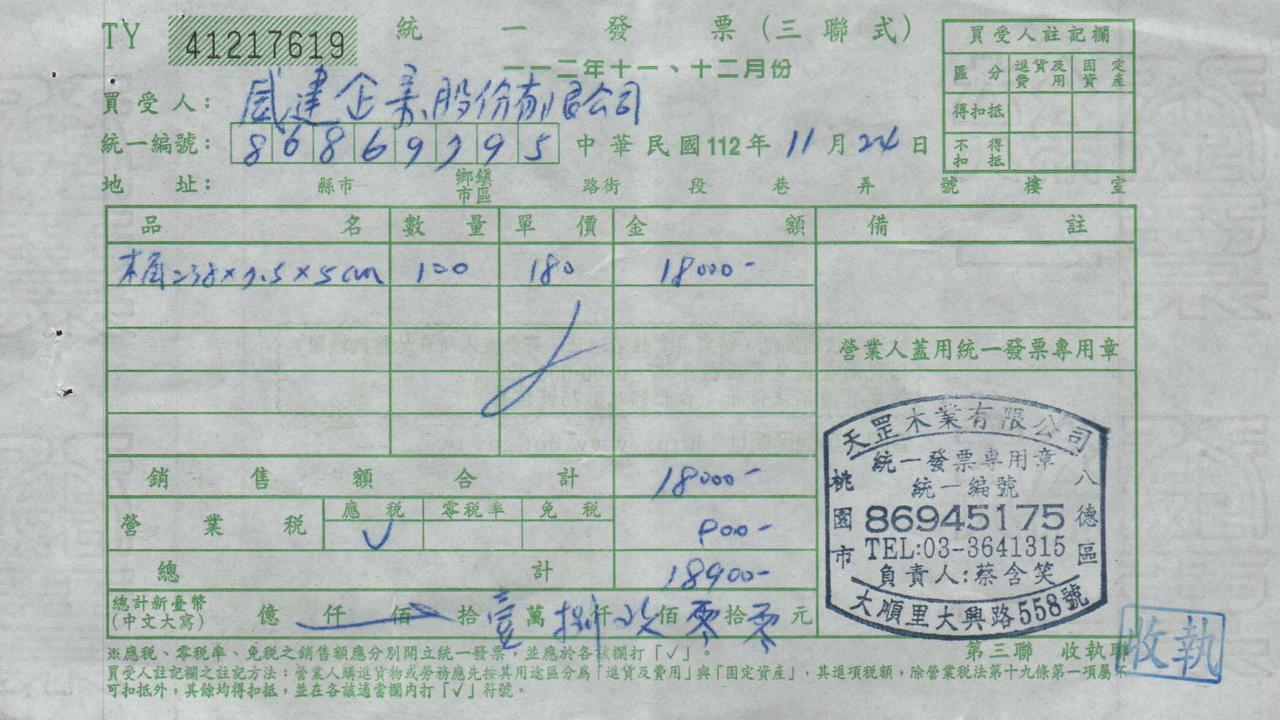 TY 41217619 統一發票(三聯式)
一一二年十一、十二月份
買受人註記欄
區分 進貨及費用 固定資產
得扣抵
不得扣抵
買受人: 威建企業股份有限公司
統一編號: 86869795 中華民國112年11月24日
地址: 縣市 鄉鎮市區 路街 段 巷 弄 號 樓 室
品名 數量 單價 金額 備註
238×7.5×5cm 100 180 18000-
營業人蓋用統一發票專用章
銷售額合計 18000-
營業稅 應稅 零稅率 免稅 900-
✓
總計 18900-
總計新臺幣(中文大寫) 億 仟 佰 拾 壹 萬 捌 仟 玖 佰 零 拾 零 元
天罡木業有限公司
統一發票專用章
統一編號
86945175
桃園市 八德區
TEL:03-3641315
負責人:蔡含笑
大順里大興路558號
※應稅、零稅率、免稅之銷售額應分別開立統一發票,並應於各該欄打「✓」。
第三聯 收執聯
收執
買受人註記欄之註記方法:營業人購進貨物或勞務應先按其用途區分為「進貨及費用」與「固定資產」,其進項稅額,除營業稅法第十九條第一項屬不
可扣抵外,其餘均得扣抵,並在各該適當欄內打「✓」符號。